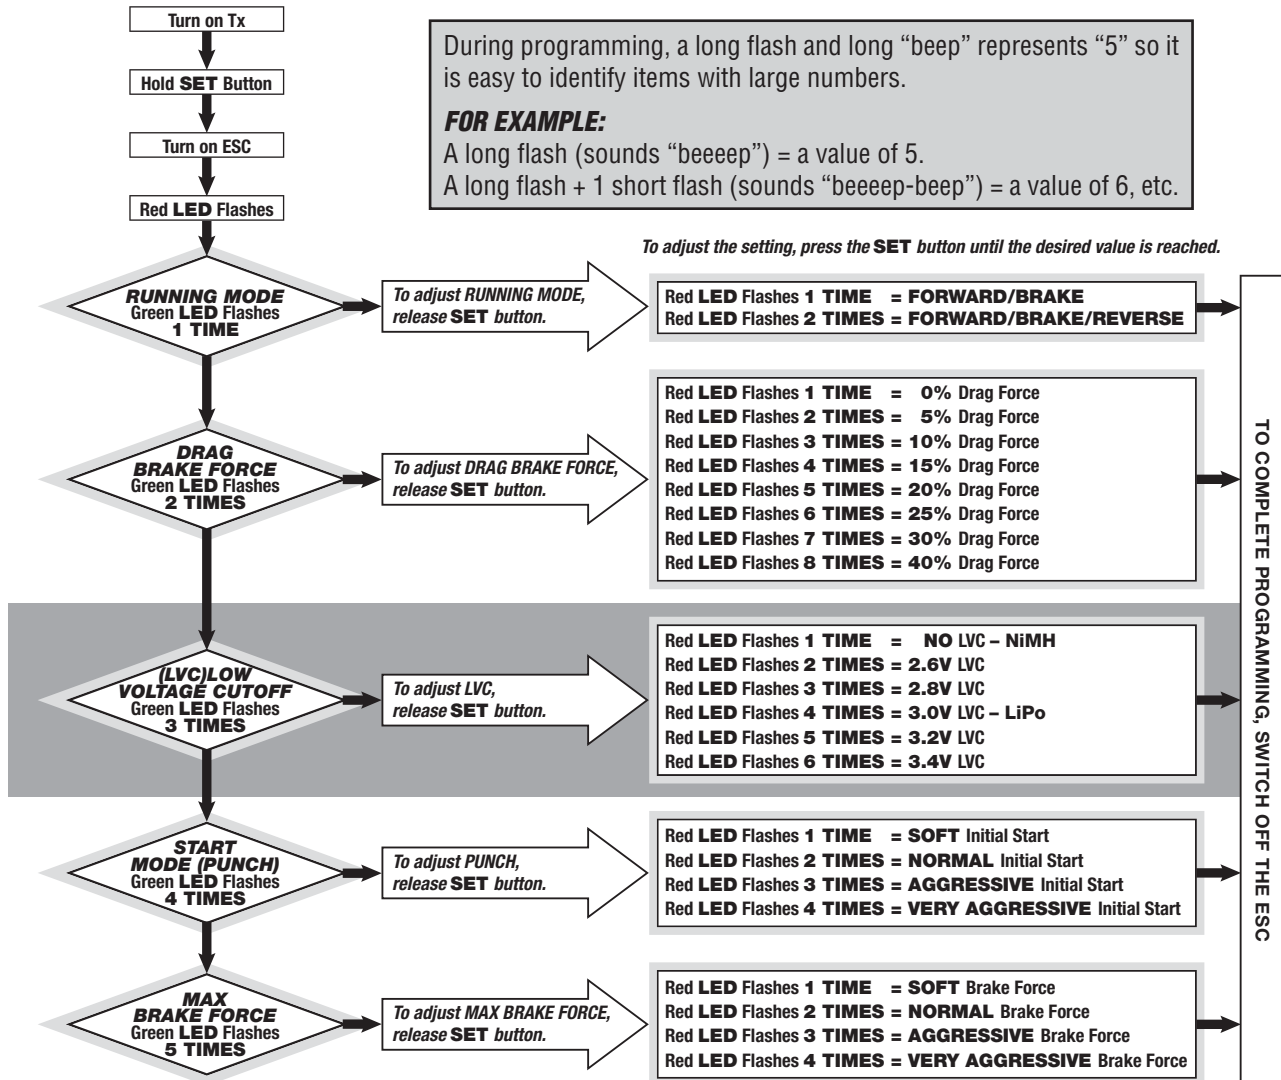 Turn on Tx
Hold SET Button
Turn on ESC
Red LED Flashes
During programming, a long flash and long “beep” represents “5” so it
is easy to identify items with large numbers.
FOR EXAMPLE:
A long flash (sounds “beeeep”) = a value of 5.
A long flash + 1 short flash (sounds “beeeep-beep”) = a value of 6, etc.
To adjust the setting, press the SET button until the desired value is reached.
RUNNING MODE
Green LED Flashes
1 TIME
To adjust RUNNING MODE,
release SET button.
Red LED Flashes 1 TIME = FORWARD/BRAKE
Red LED Flashes 2 TIMES = FORWARD/BRAKE/REVERSE
DRAG
BRAKE FORCE
Green LED Flashes
2 TIMES
To adjust DRAG BRAKE FORCE,
release SET button.
Red LED Flashes 1 TIME = 0% Drag Force
Red LED Flashes 2 TIMES = 5% Drag Force
Red LED Flashes 3 TIMES = 10% Drag Force
Red LED Flashes 4 TIMES = 15% Drag Force
Red LED Flashes 5 TIMES = 20% Drag Force
Red LED Flashes 6 TIMES = 25% Drag Force
Red LED Flashes 7 TIMES = 30% Drag Force
Red LED Flashes 8 TIMES = 40% Drag Force
(LVC)LOW
VOLTAGE CUTOFF
Green LED Flashes
3 TIMES
To adjust LVC,
release SET button.
Red LED Flashes 1 TIME = NO LVC – NiMH
Red LED Flashes 2 TIMES = 2.6V LVC
Red LED Flashes 3 TIMES = 2.8V LVC
Red LED Flashes 4 TIMES = 3.0V LVC – LiPo
Red LED Flashes 5 TIMES = 3.2V LVC
Red LED Flashes 6 TIMES = 3.4V LVC
START
MODE (PUNCH)
Green LED Flashes
4 TIMES
To adjust PUNCH,
release SET button.
Red LED Flashes 1 TIME = SOFT Initial Start
Red LED Flashes 2 TIMES = NORMAL Initial Start
Red LED Flashes 3 TIMES = AGGRESSIVE Initial Start
Red LED Flashes 4 TIMES = VERY AGGRESSIVE Initial Start
MAX
BRAKE FORCE
Green LED Flashes
5 TIMES
To adjust MAX BRAKE FORCE,
release SET button.
Red LED Flashes 1 TIME = SOFT Brake Force
Red LED Flashes 2 TIMES = NORMAL Brake Force
Red LED Flashes 3 TIMES = AGGRESSIVE Brake Force
Red LED Flashes 4 TIMES = VERY AGGRESSIVE Brake Force
TO COMPLETE PROGRAMMING, SWITCH OFF THE ESC